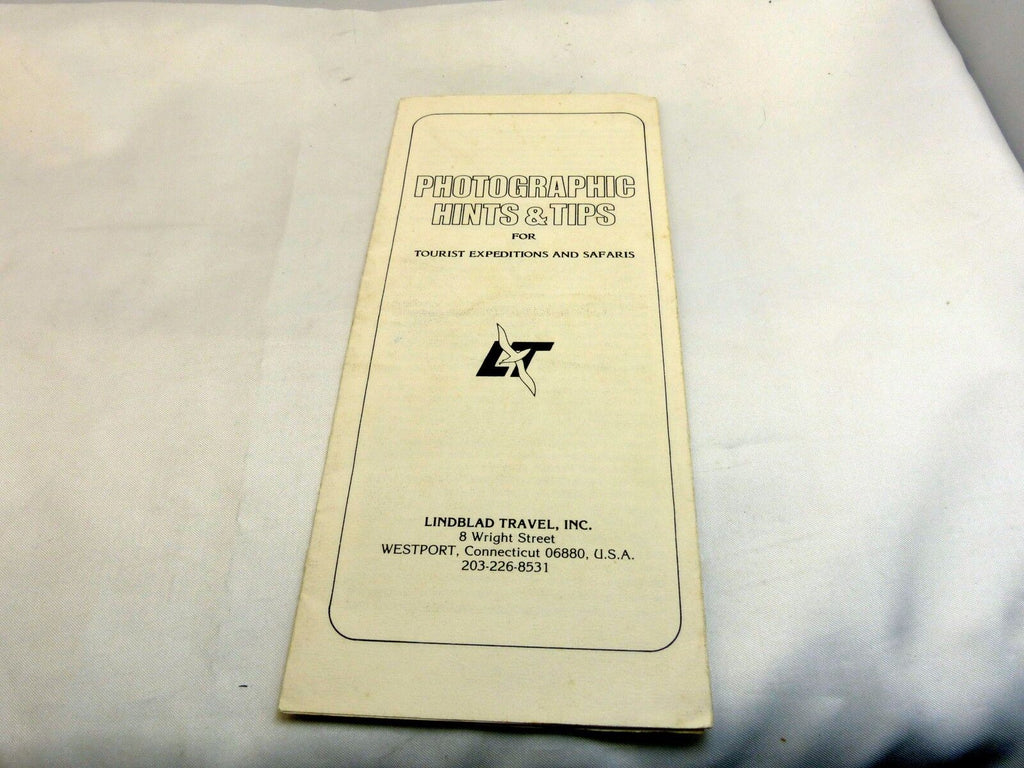 PHOTOGRAPHIC
HINTS & TIPS
FOR
TOURIST EXPEDITIONS AND SAFARIS
LT
LINDBLAD TRAVEL, INC.
8 Wright Street
WESTPORT, Connecticut 06880, U.S.A.
203-226-8531